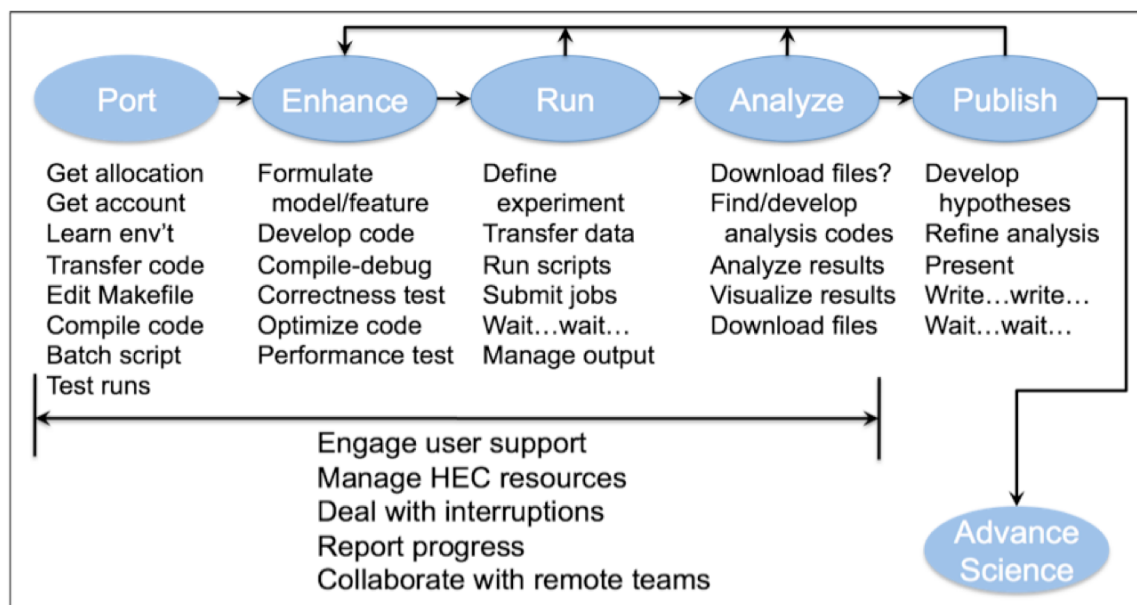 Port
Enhance
Run
Analyze
Publish
Get allocation
Get account
Learn env’t
Transfer code
Edit Makefile
Compile code
Batch script
Test runs
Formulate
model/feature
Develop code
Compile-debug
Correctness test
Optimize code
Performance test
Define
experiment
Transfer data
Run scripts
Submit jobs
Wait…wait…
Manage output
Download files?
Find/develop
analysis codes
Analyze results
Visualize results
Download files
Develop
hypotheses
Refine analysis
Present
Write…write…
Wait…wait…
Engage user support
Manage HEC resources
Deal with interruptions
Report progress
Collaborate with remote teams
Advance
Science